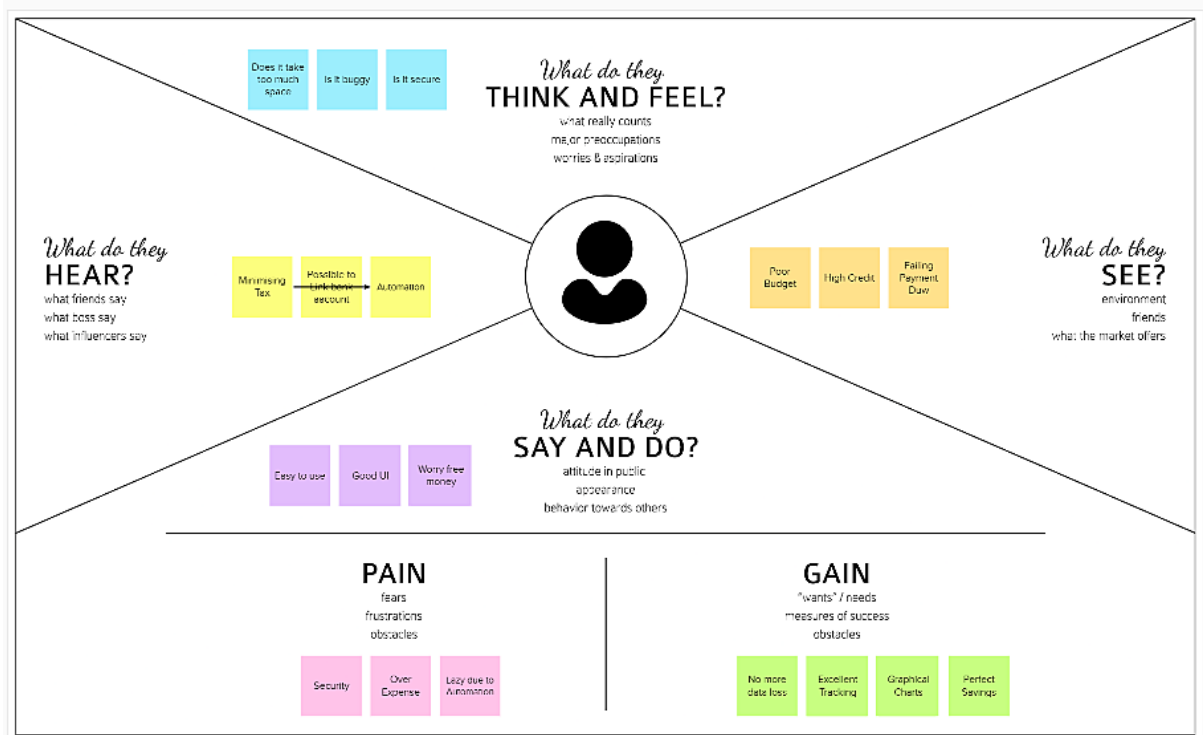 Does it take
too much
space
Is it buggy
Is it secure
What do they
THINK AND FEEL?
what really counts
major preoccupations
worries & aspirations
What do they
HEAR?
what friends say
what boss say
what influencers say
Minimising
Tax
Possible to
Link bank
account
Automation
Poor
Budget
High Credit
Failing
Payment
Duw
What do they
SEE?
environment
friends
what the market offers
What do they
SAY AND DO?
attitude in public
appearance
behavior towards others
Easy to use
Good UI
Worry free
money
PAIN
fears
frustrations
obstacles
Security
Over
Expense
Lazy due to
Automation
GAIN
"wants" / needs
measures of success
obstacles
No more
data loss
Excellent
Tracking
Graphical
Charts
Perfect
Savings